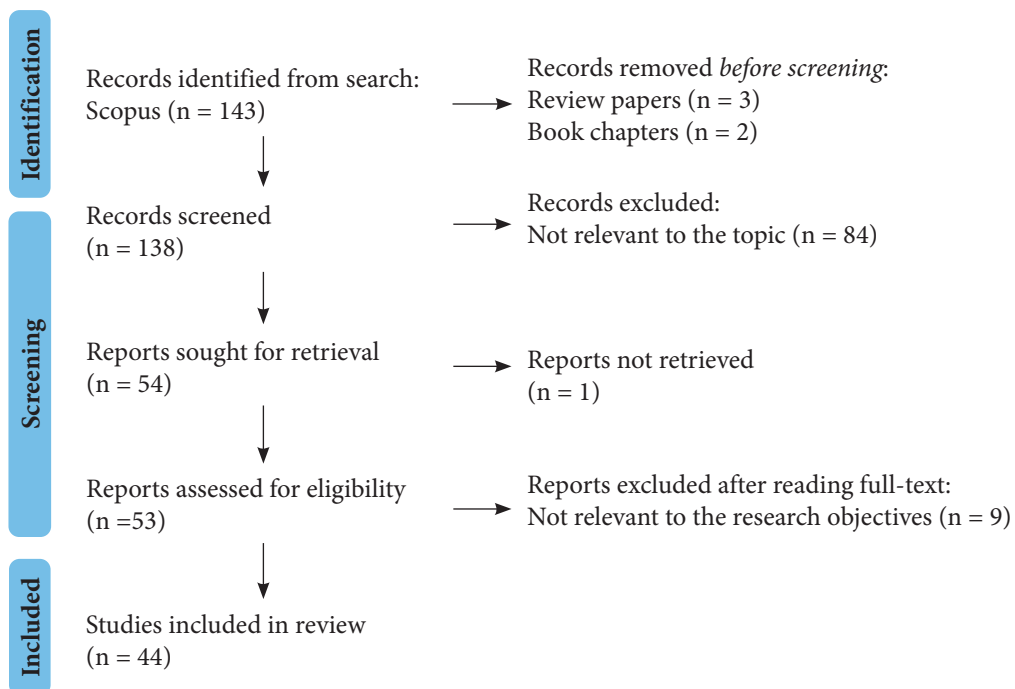 Identification
Records identified from search:
Scopus (n = 143)
Records removed before screening:
Review papers (n = 3)
Book chapters (n = 2)
Screening
Records screened
(n = 138)
Records excluded:
Not relevant to the topic (n = 84)
Reports sought for retrieval
(n = 54)
Reports not retrieved
(n = 1)
Reports assessed for eligibility
(n =53)
Reports excluded after reading full-text:
Not relevant to the research objectives (n = 9)
Included
Studies included in review
(n = 44)